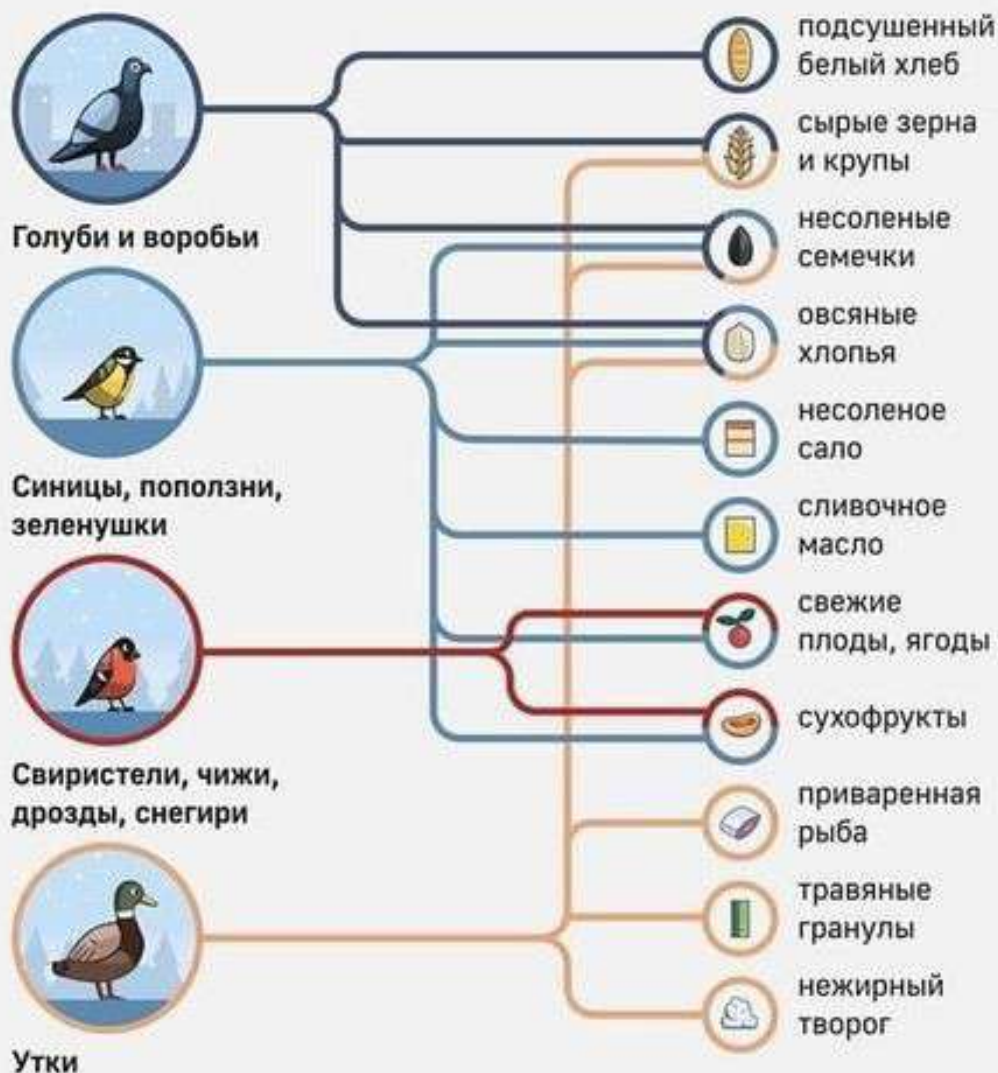 подсушенный
белый хлеб
сырые зерна
и крупы
несоленые
семечки
овсяные
хлопья
несоленое
сало
сливочное
масло
свежие
плоды, ягоды
сухофрукты
приваренная
рыба
травяные
гранулы
нежирный
творог
Голуби и воробьи
Синицы, поползни,
зеленушки
Свиристели, чижи,
дрозды, снегири
Утки